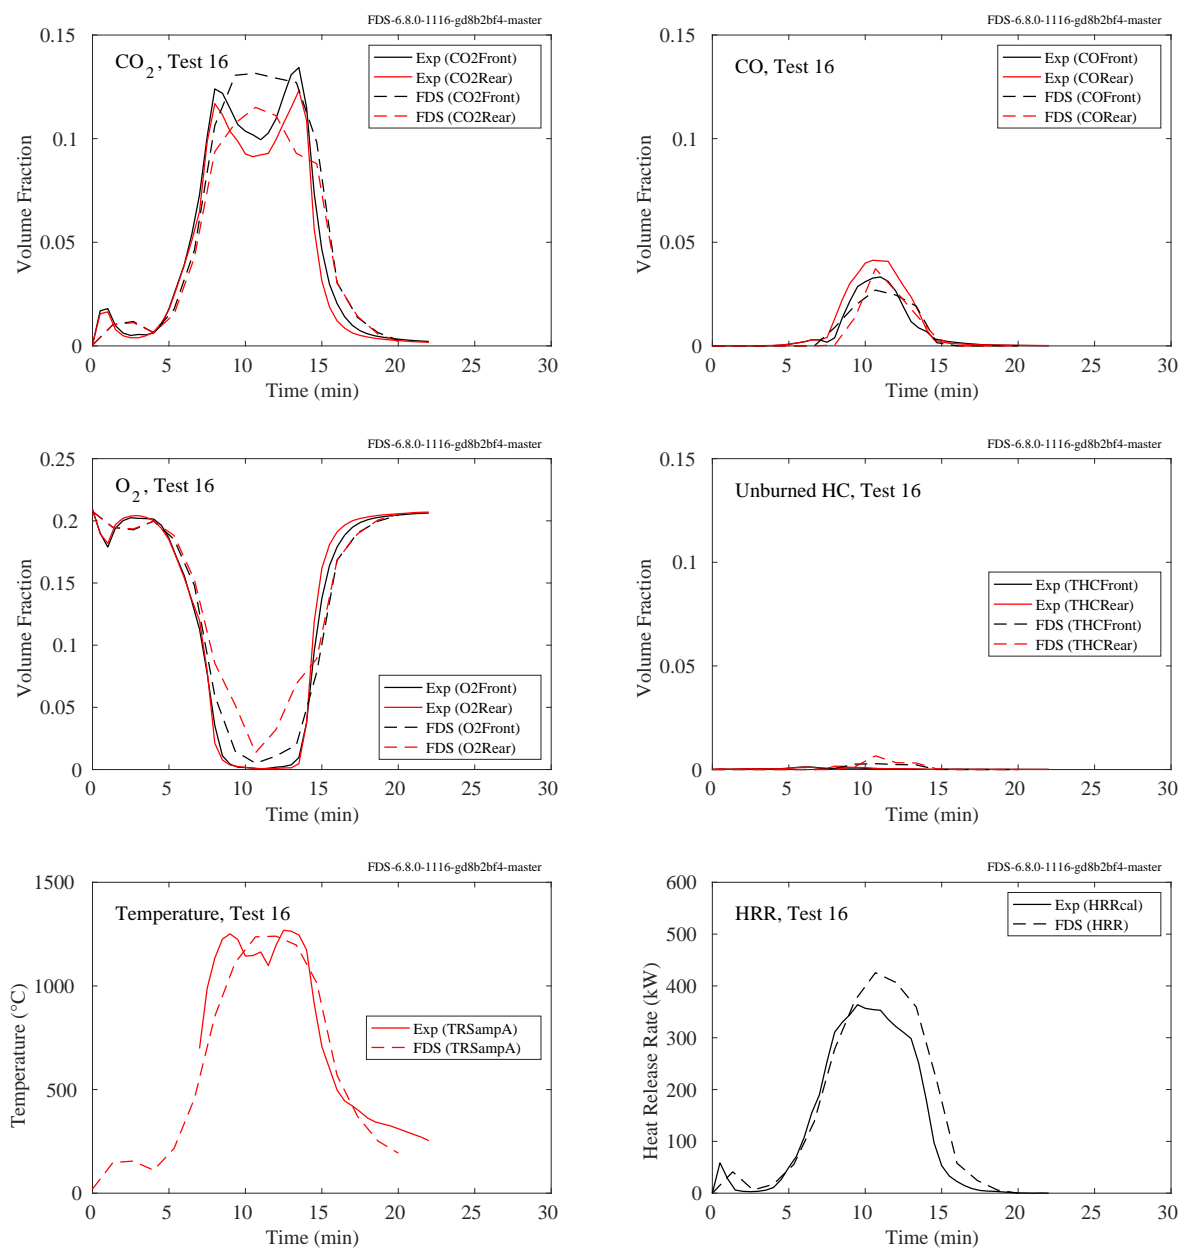 FDS-6.8.0-1116-gd8b2bf4-master
CO2, Test 16
Exp (CO2Front)
Exp (CO2Rear)
FDS (CO2Front)
FDS (CO2Rear)
Volume Fraction
0.15
0.1
0.05
0
0 5 10 15 20 25 30
Time (min)
FDS-6.8.0-1116-gd8b2bf4-master
CO, Test 16
Exp (COFront)
Exp (CORear)
FDS (COFront)
FDS (CORear)
Volume Fraction
0.15
0.1
0.05
0
0 5 10 15 20 25 30
Time (min)
FDS-6.8.0-1116-gd8b2bf4-master
O2, Test 16
Exp (O2Front)
Exp (O2Rear)
FDS (O2Front)
FDS (O2Rear)
Volume Fraction
0.25
0.2
0.15
0.1
0.05
0
0 5 10 15 20 25 30
Time (min)
FDS-6.8.0-1116-gd8b2bf4-master
Unburned HC, Test 16
Exp (THCFront)
Exp (THCRear)
FDS (THCFront)
FDS (THCRear)
Volume Fraction
0.15
0.1
0.05
0
0 5 10 15 20 25 30
Time (min)
FDS-6.8.0-1116-gd8b2bf4-master
Temperature, Test 16
Exp (TRSampA)
FDS (TRSampA)
Temperature (°C)
1500
1000
500
0
0 5 10 15 20 25 30
Time (min)
FDS-6.8.0-1116-gd8b2bf4-master
HRR, Test 16
Exp (HRRcal)
FDS (HRR)
Heat Release Rate (kW)
600
500
400
300
200
100
0
0 5 10 15 20 25 30
Time (min)